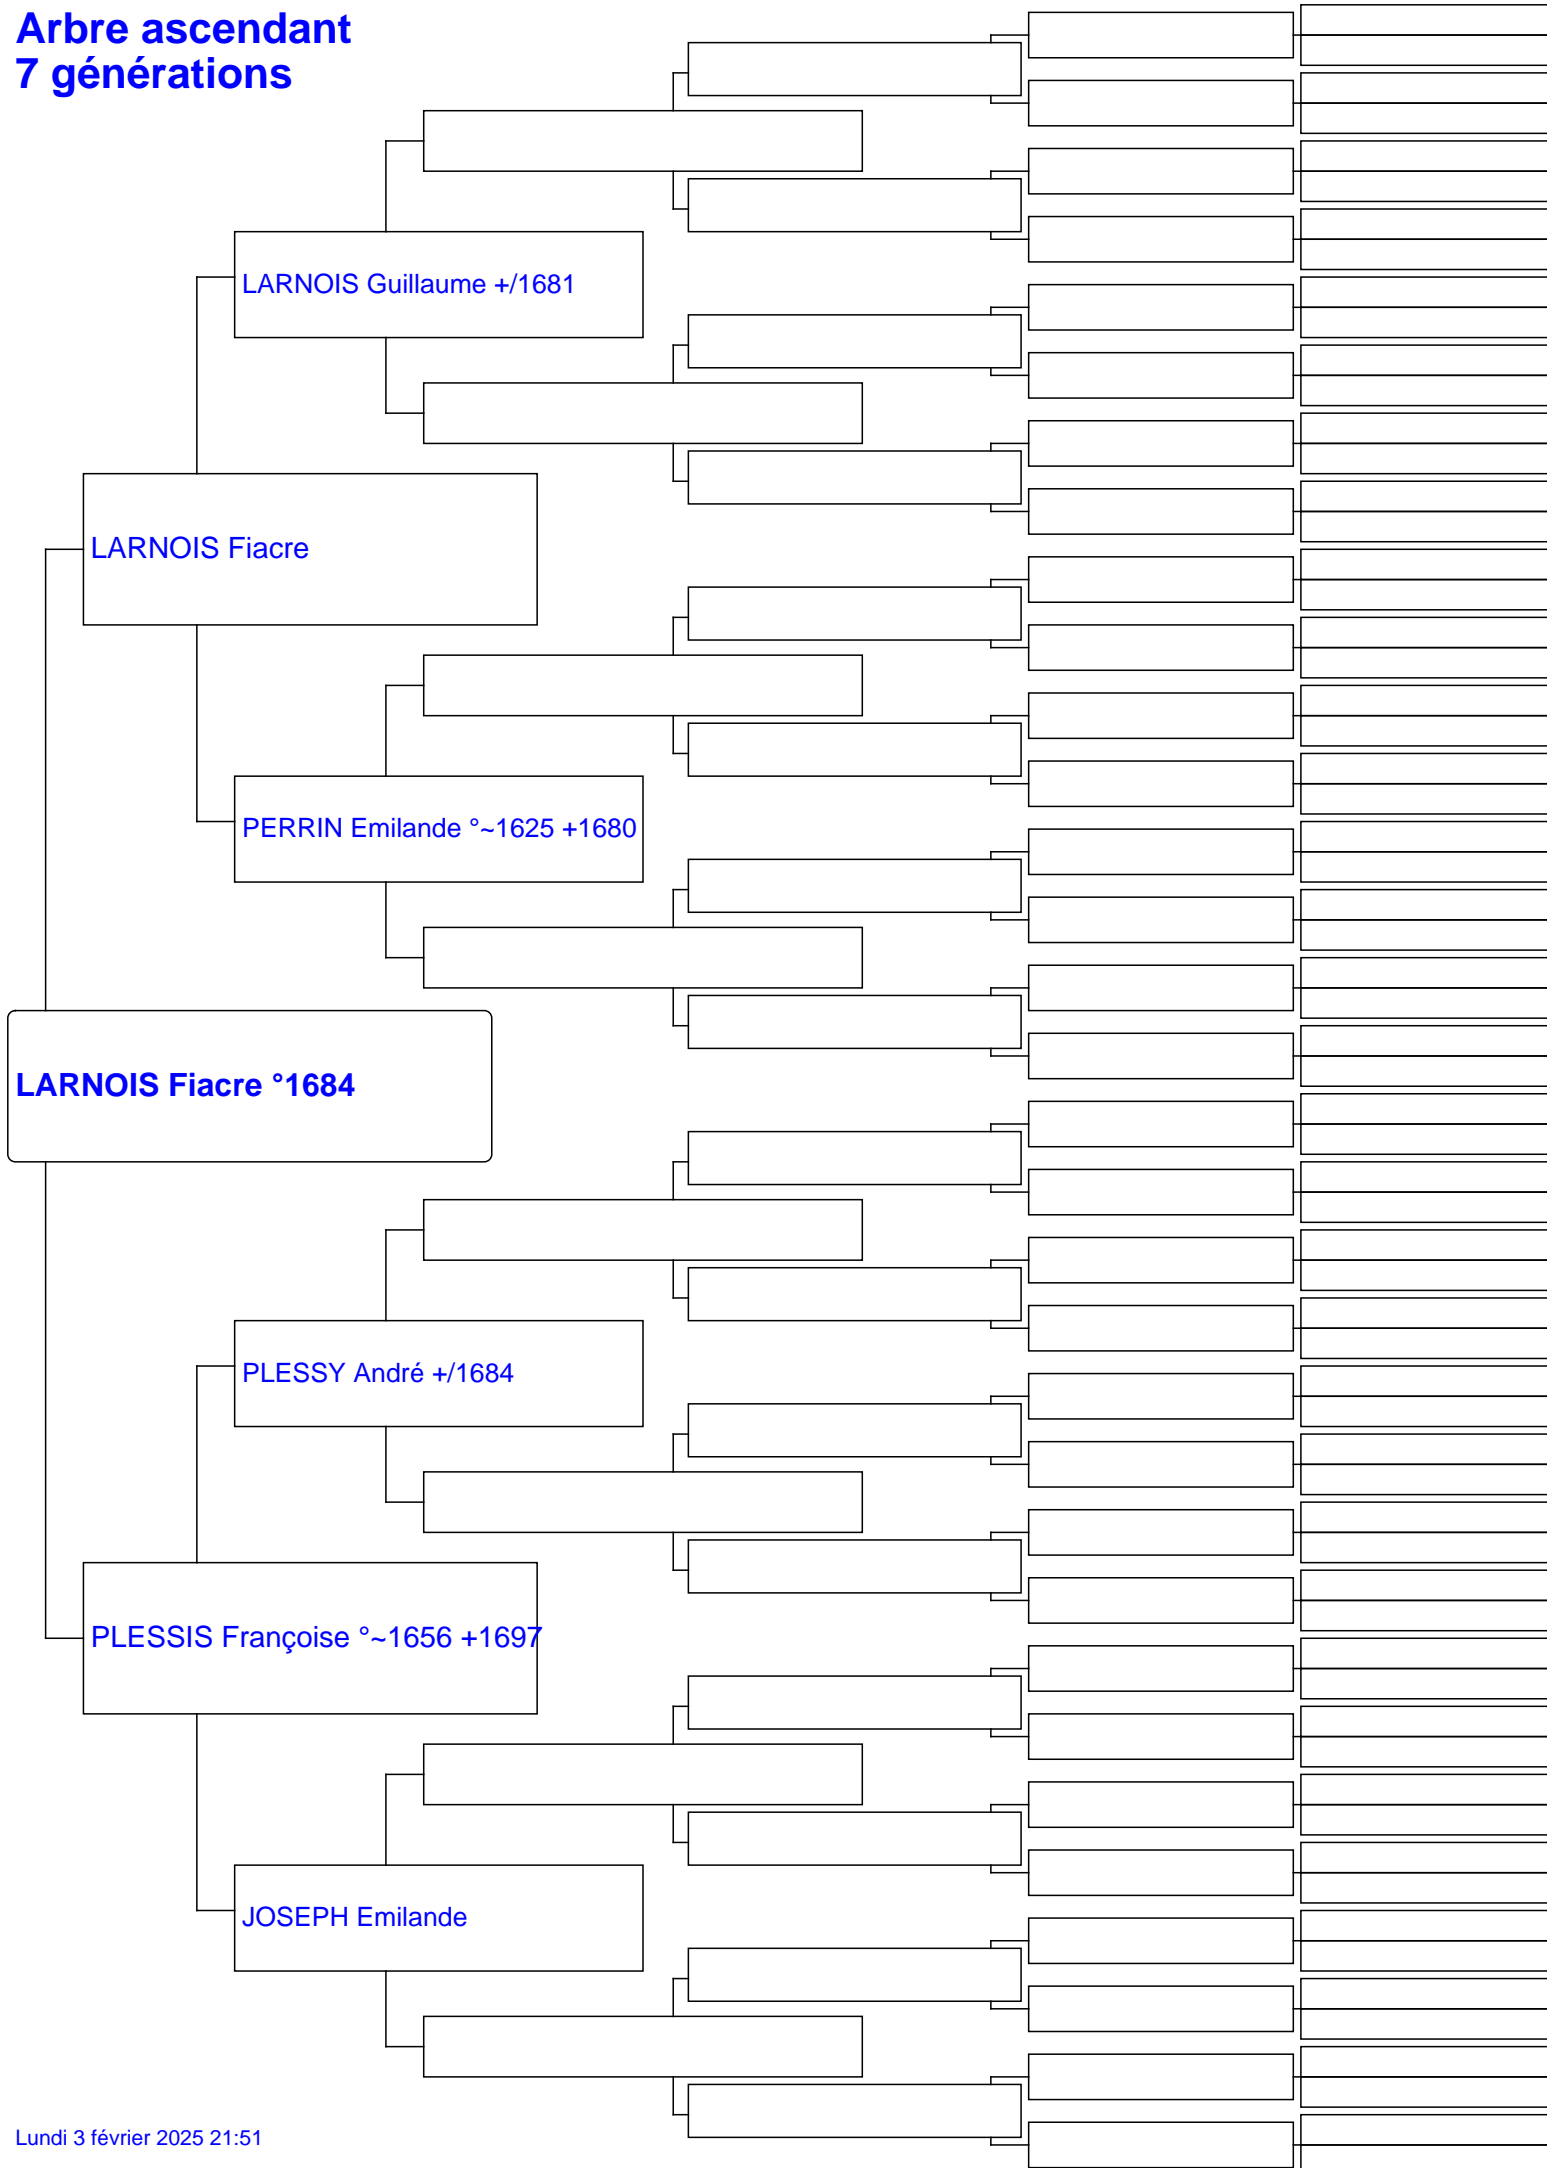 Arbre ascendant
7 générations
LARNOIS Guillaume +/1681
LARNOIS Fiacre
PERRIN Emilande °~1625 +1680
LARNOIS Fiacre °1684
PLESSY André +/1684
PLESSIS Françoise °~1656 +1697
JOSEPH Emilande
Lundi 3 février 2025 21:51